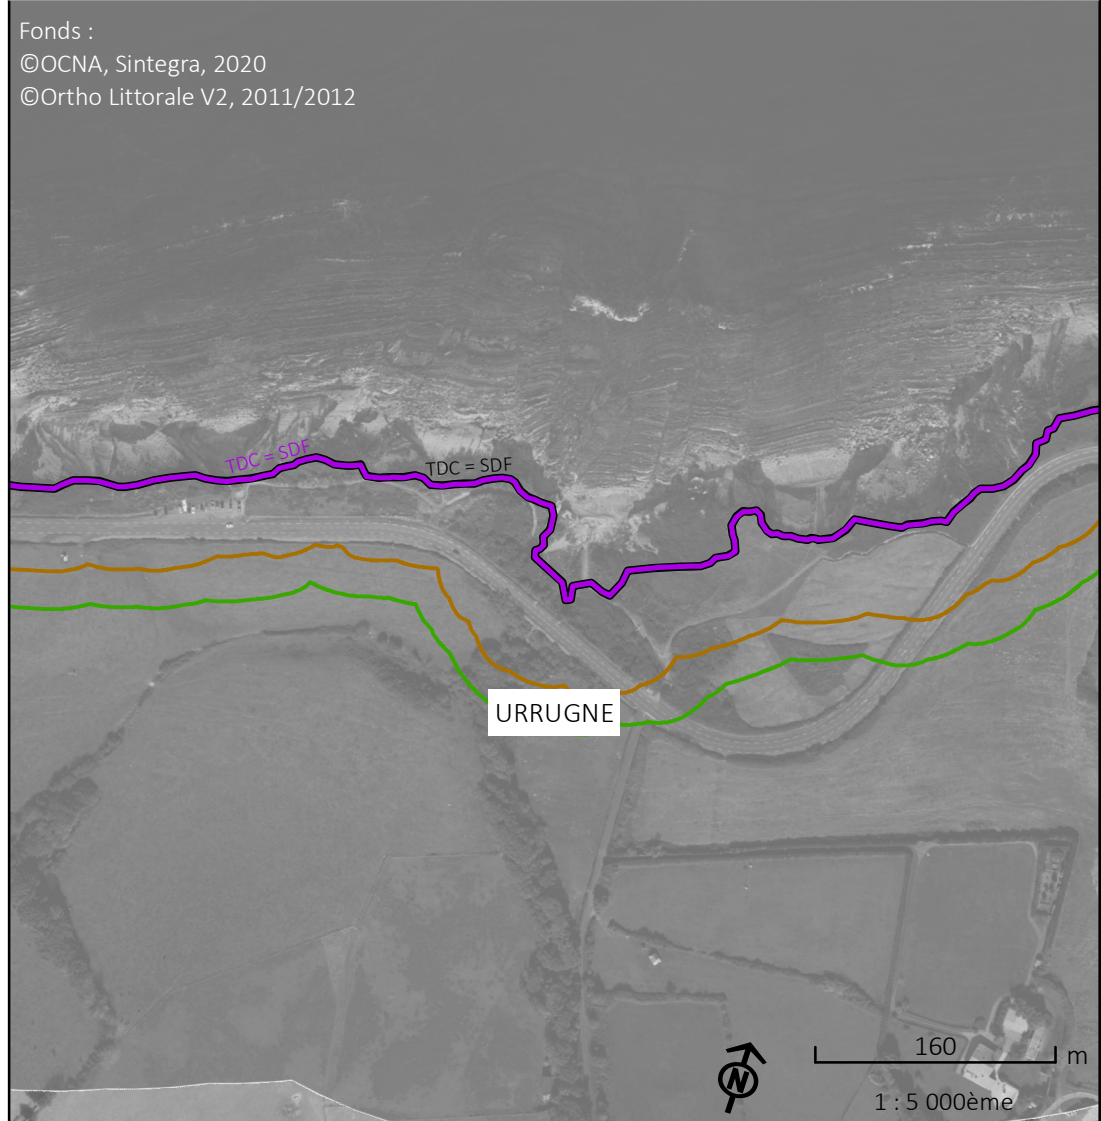 Fonds :
©OCNA, Sintegra, 2020
©Ortho Littorale V2, 2011/2012
TDC = SDF
TDC = SDF
URRUGNE
N
160
m
1 : 5 000ème